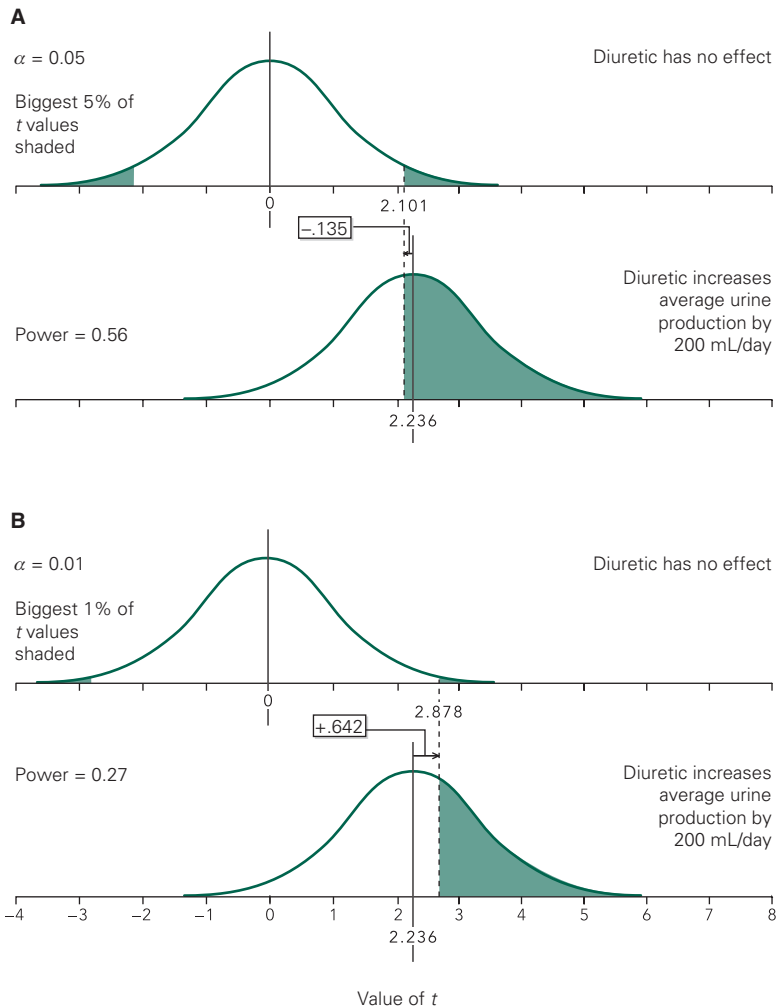 A
α = 0.05
Diuretic has no effect
Biggest 5% of
t values
shaded
0
2.101
–.135
Diuretic increases
average urine
production by
200 mL/day
Power = 0.56
2.236
B
α = 0.01
Diuretic has no effect
Biggest 1% of
t values
shaded
0
2.878
+.642
Power = 0.27
Diuretic increases
average urine
production by
200 mL/day
–4 –3 –2 –1 0 1 2 3 4 5 6 7 8
2.236
Value of t